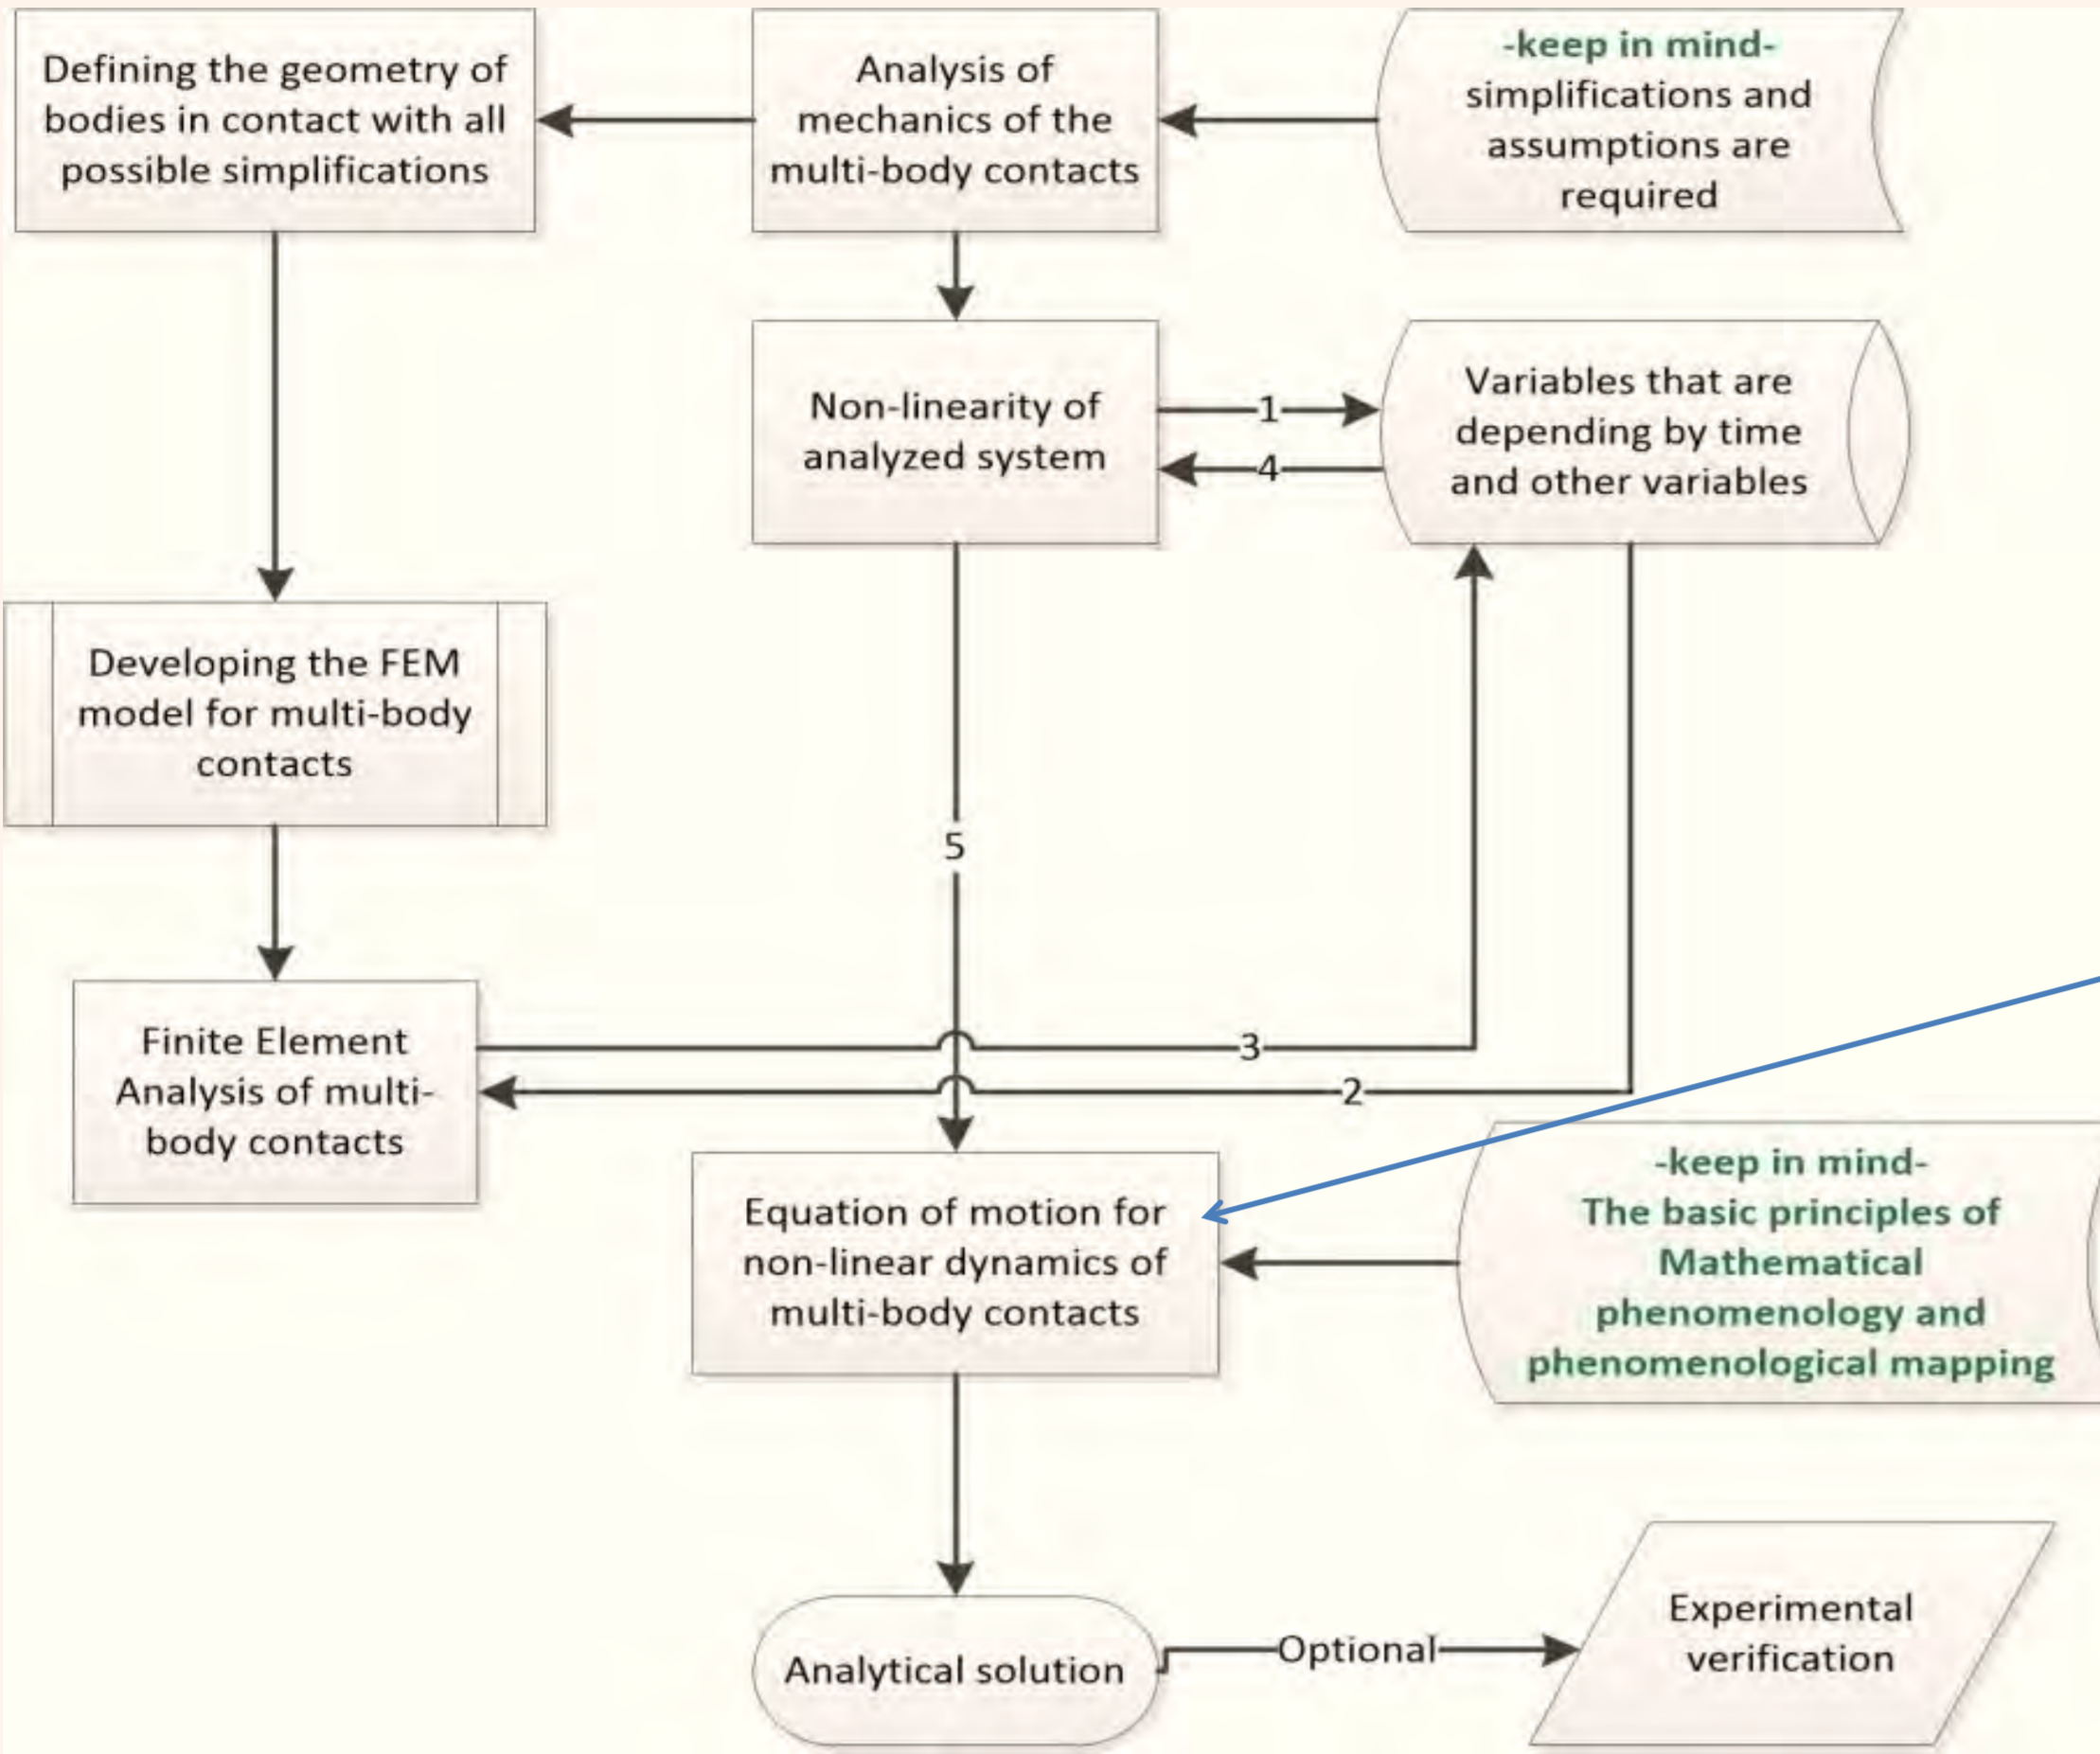 Defining the geometry of
bodies in contact with all
possible simplifications
Analysis of
mechanics of the
multi-body contacts
-keep in mind-
simplifications and
assumptions are
required
Non-linearity of
analyzed system
1
4
Variables that are
depending by time
and other variables
Developing the FEM
model for multi-body
contacts
5
Finite Element
Analysis of multi-
body contacts
3
2
Equation of motion for
non-linear dynamics of
multi-body contacts
-keep in mind-
The basic principles of
Mathematical
phenomenology and
phenomenological mapping
Analytical solution
Optional
Experimental
verification